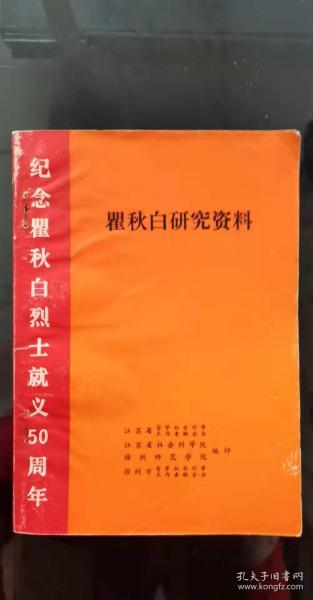 纪念瞿秋白烈士就义50周年
瞿秋白研究资料
江苏省哲学社会科学工作者联合会
江苏省社会科学院
徐州师范学院
徐州市哲学社会科学工作者联合会
编印
孔夫子旧书网